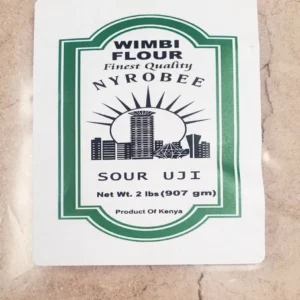 WIMBI
FLOUR
Finest Quality
NYROBEE
SOUR UJI
Net Wt. 2 lbs (907 gm)
Product Of Kenya